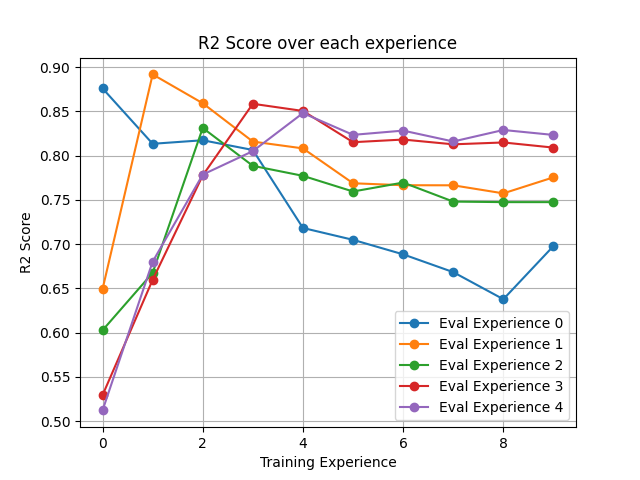 R2 Score over each experience
0.90
0.85
0.80
0.75
0.70
0.65
0.60
0.55
0.50
R2 Score
0
2
4
6
8
Training Experience
Eval Experience 0
Eval Experience 1
Eval Experience 2
Eval Experience 3
Eval Experience 4